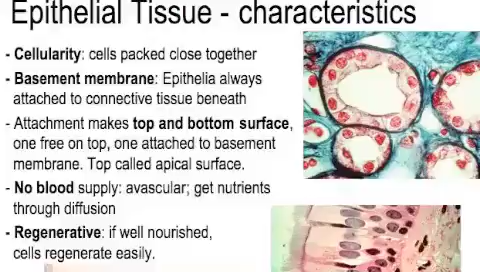 Epithelial Tissue - characteristics
- Cellularity: cells packed close together
- Basement membrane: Epithelia always
attached to connective tissue beneath
- Attachment makes top and bottom surface,
one free on top, one attached to basement
membrane. Top called apical surface.
- No blood supply: avascular; get nutrients
through diffusion
- Regenerative: if well nourished,
cells regenerate easily.